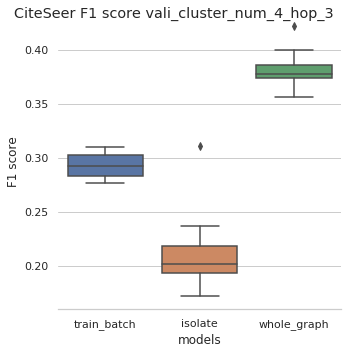 CiteSeer F1 score vali_cluster_num_4_hop_3
0.40
0.35
0.30
0.25
0.20
F1 score
train_batch isolate whole_graph
models